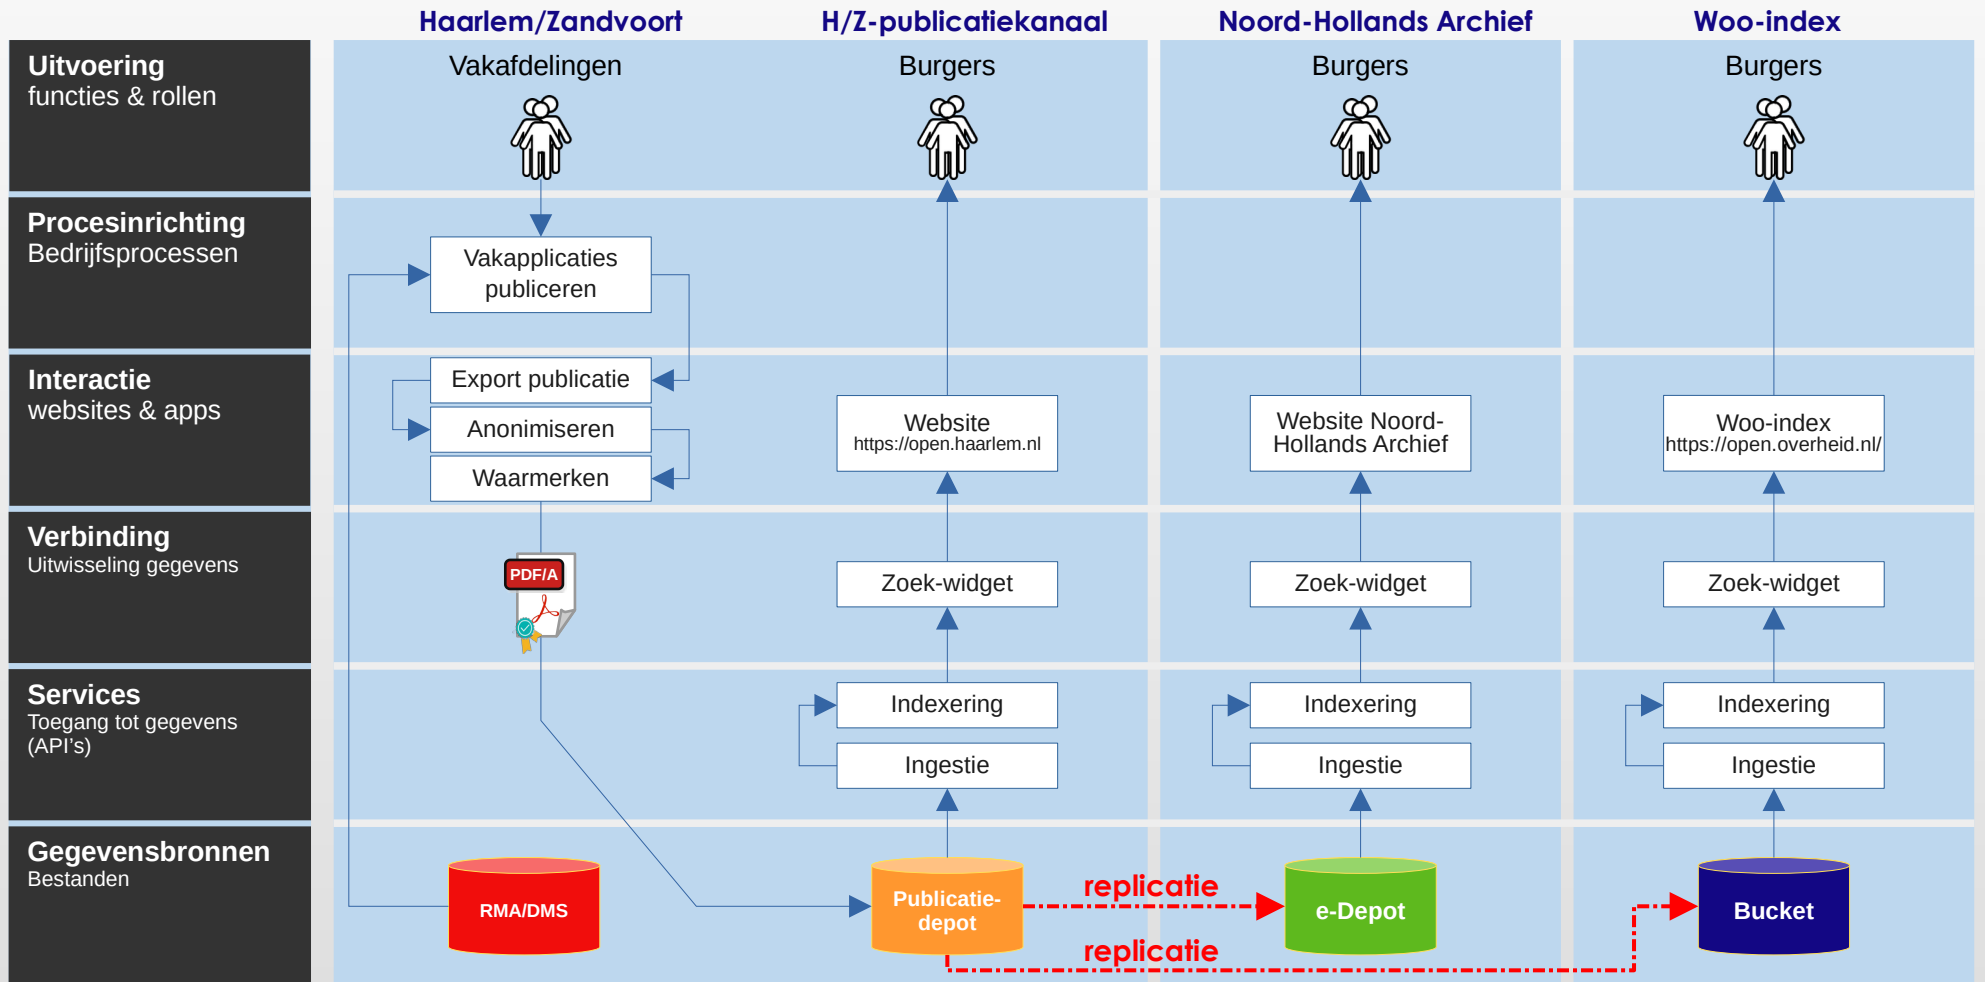 Haarlem/Zandvoort
H/Z-publicatiekanaal
Noord-Hollands Archief
Woo-index
Uitvoering
functies & rollen
Vakafdelingen
Burgers
Burgers
Burgers
Procesinrichting
Bedrijfsprocessen
Vakapplicaties
publiceren
Interactie
websites & apps
Export publicatie
Anonimiseren
Waarmerken
Website
https://open.haarlem.nl
Website Noord-
Hollands Archief
Woo-index
https://open.overheid.nl/
Verbinding
Uitwisseling gegevens
PDF/A
Zoek-widget
Zoek-widget
Zoek-widget
Services
Toegang tot gegevens
(API's)
Indexering
Ingestie
Indexering
Ingestie
Indexering
Ingestie
Gegevensbronnen
Bestanden
RMA/DMS
Publicatie-
depot
replicatie
replicatie
e-Depot
Bucket